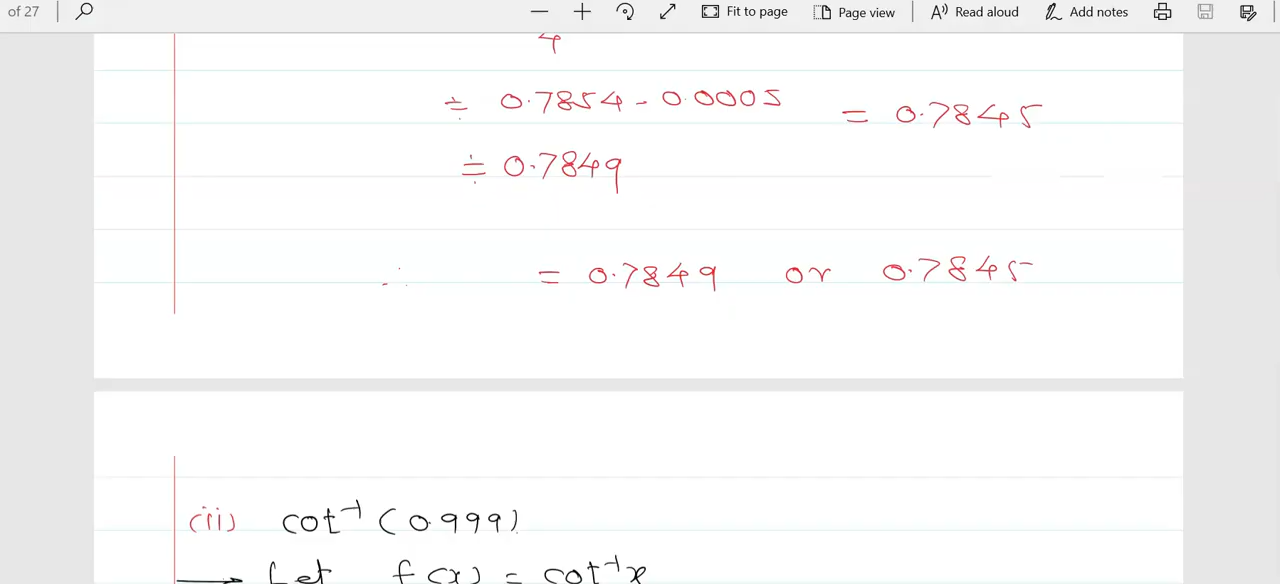 of 27 Fit to page Page view Read aloud Add notes
4
≑ 0.7854 - 0.0005 = 0.7845
≑ 0.7849
∴ = 0.7849 or 0.7845
(ii) cot⁻¹ (0.999)
→ Let f(x) = cot⁻¹x